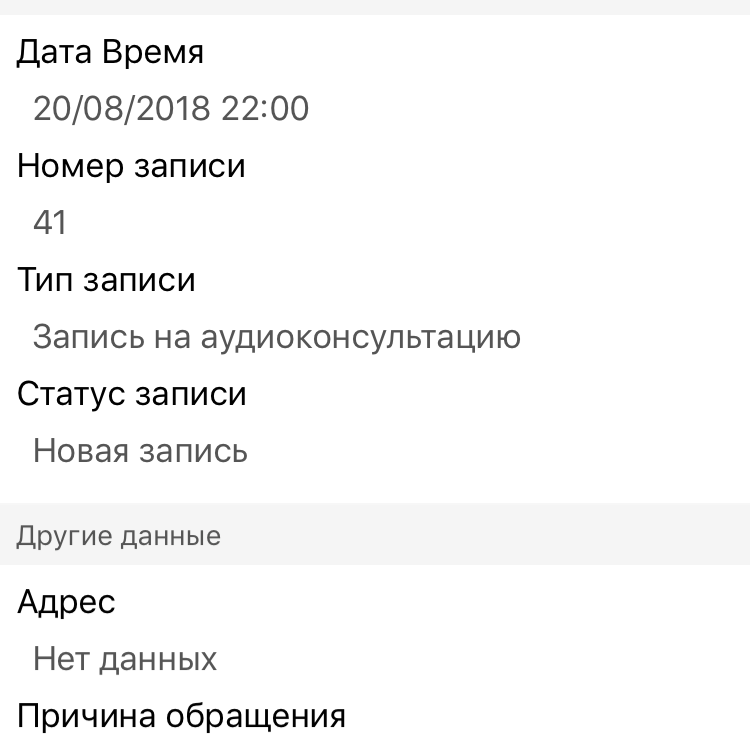 Дата Время
20/08/2018 22:00
Номер записи
41
Тип записи
Запись на аудиоконсультацию
Статус записи
Новая запись
Другие данные
Адрес
Нет данных
Причина обращения